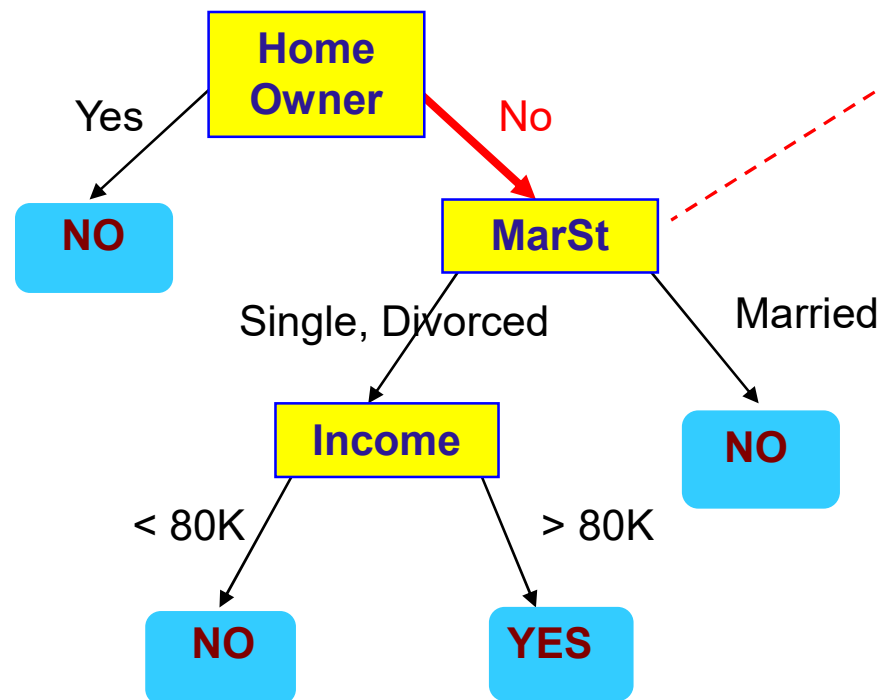 Home
Owner
Yes
No
NO
MarSt
Single, Divorced
Married
Income
NO
< 80K
> 80K
NO
YES